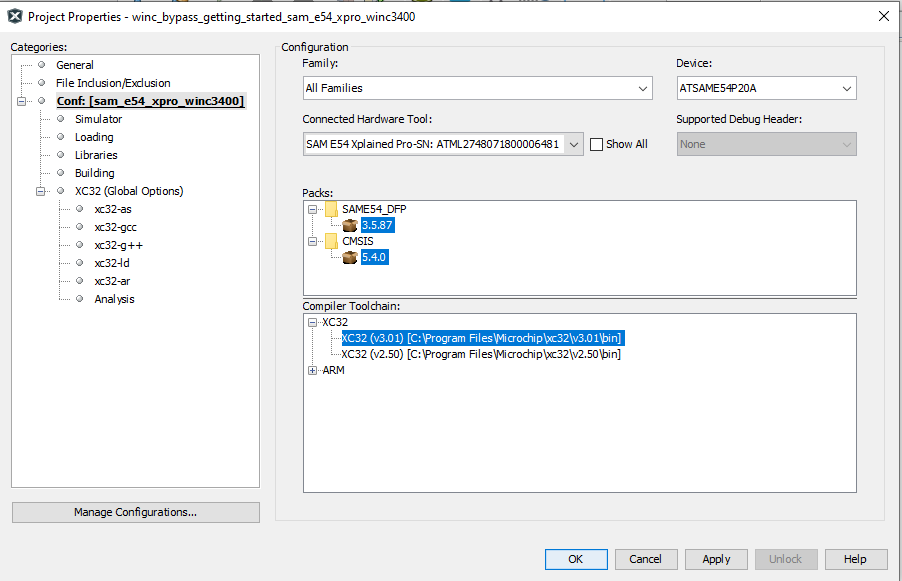 Project Properties - winc_bypass_getting_started_sam_e54_xpro_winc3400
Categories:
General
File Inclusion/Exclusion
Conf: [sam_e54_xpro_winc3400]
Simulator
Loading
Libraries
Building
XC32 (Global Options)
xc32-as
xc32-gcc
xc32-g++
xc32-ld
xc32-ar
Analysis
Manage Configurations...
Configuration
Family:
All Families
Device:
ATSAME54P20A
Connected Hardware Tool:
SAM E54 Xplained Pro-SN: ATML2748071800006481
Show All
Supported Debug Header:
None
Packs:
SAME54_DFP
3.5.87
CMSIS
5.4.0
Compiler Toolchain:
XC32
XC32 (v3.01) [C:\Program Files\Microchip\xc32\v3.01\bin]
XC32 (v2.50) [C:\Program Files\Microchip\xc32\v2.50\bin]
ARM
OK
Cancel
Apply
Unlock
Help